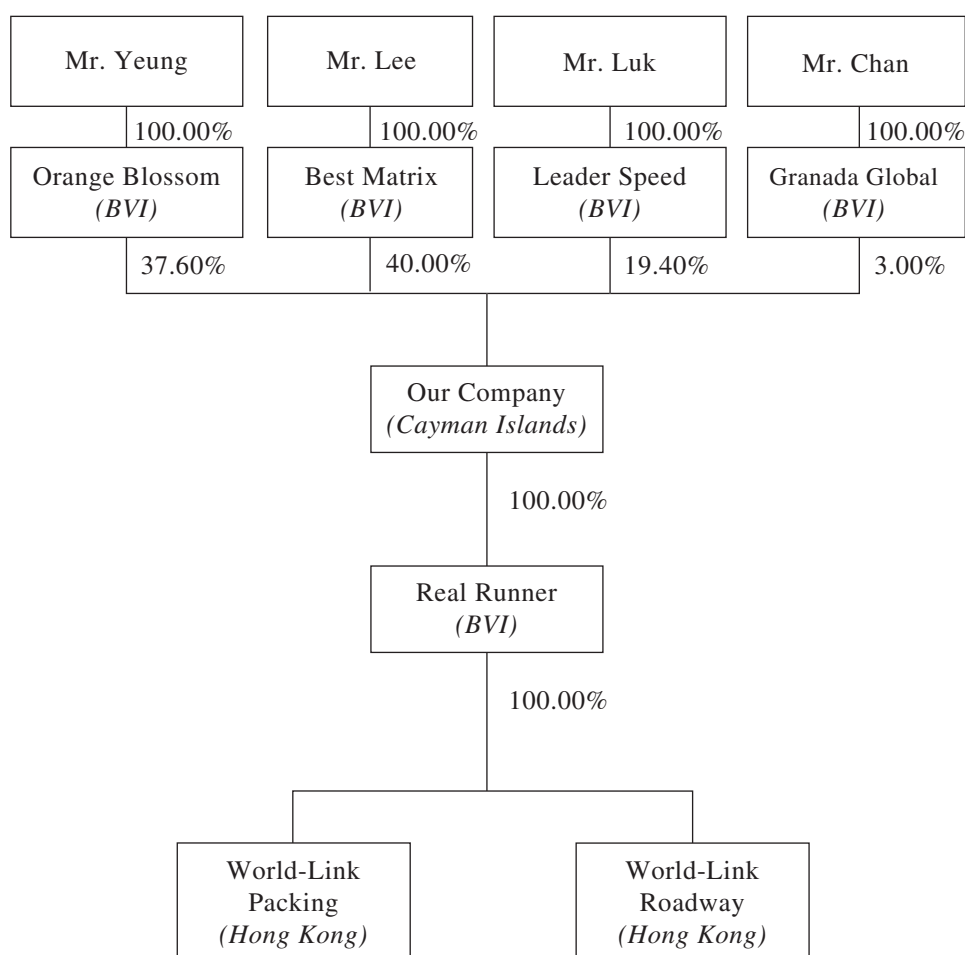 Mr. Yeung
Mr. Lee
Mr. Luk
Mr. Chan
100.00%
100.00%
100.00%
100.00%
Orange Blossom
(BVI)
Best Matrix
(BVI)
Leader Speed
(BVI)
Granada Global
(BVI)
37.60%
40.00%
19.40%
3.00%
Our Company
(Cayman Islands)
100.00%
Real Runner
(BVI)
100.00%
World-Link
Packing
(Hong Kong)
World-Link
Roadway
(Hong Kong)